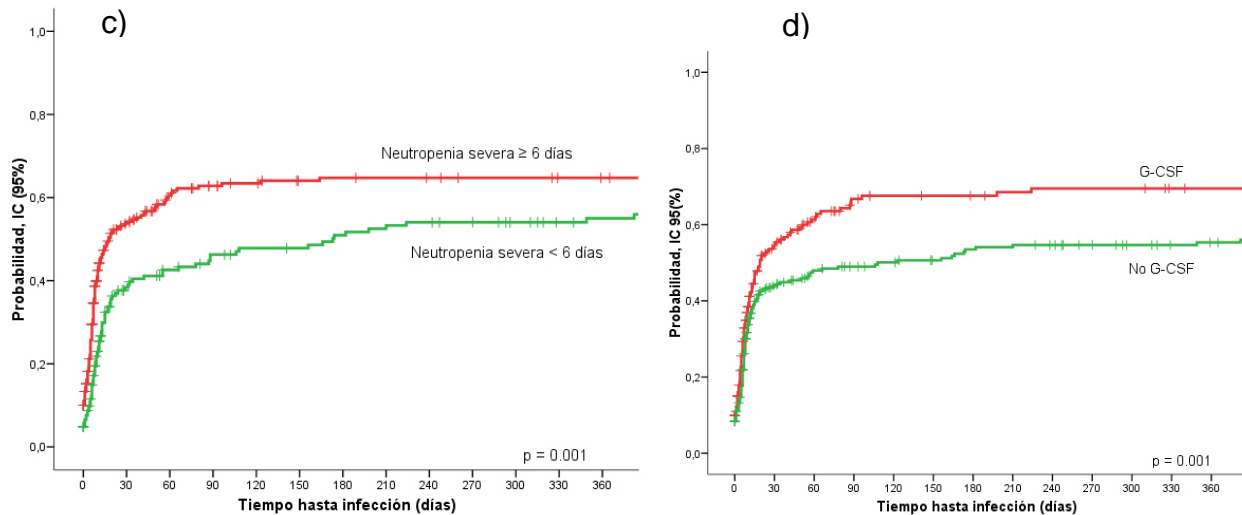 c)
Probabilidad, IC (95%)
1,0
0,8
0,6
0,4
0,2
0,0
Neutropenia severa ≥ 6 días
Neutropenia severa < 6 días
p = 0.001
0 30 60 90 120 150 180 210 240 270 300 330 360
Tiempo hasta infección (días)
d)
Probabilidad, IC 95(%)
1,0
0,8
0,6
0,4
0,2
0,0
G-CSF
No G-CSF
p = 0.001
0 30 60 90 120 150 180 210 240 270 300 330 360
Tiempo hasta infección (días)